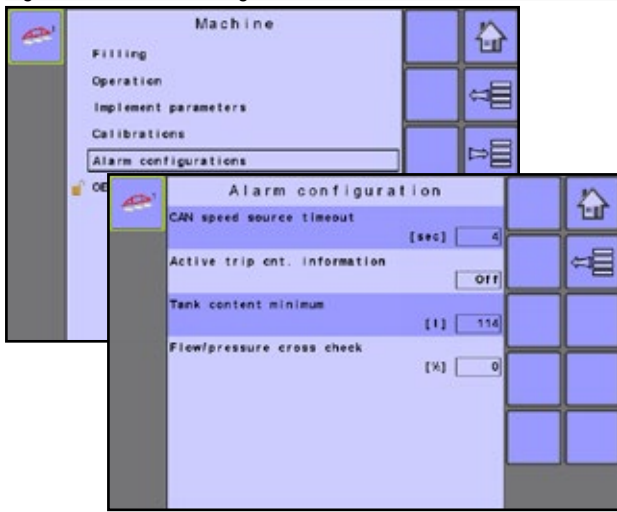 Machine
Filling
Operation
Implement parameters
Calibrations
Alarm configurations
OE
Alarm configuration
CAN speed source timeout
[sec] 4
Active trip cnt. information
Off
Tank content minimum
[l] 114
Flow/pressure cross check
[%] 0